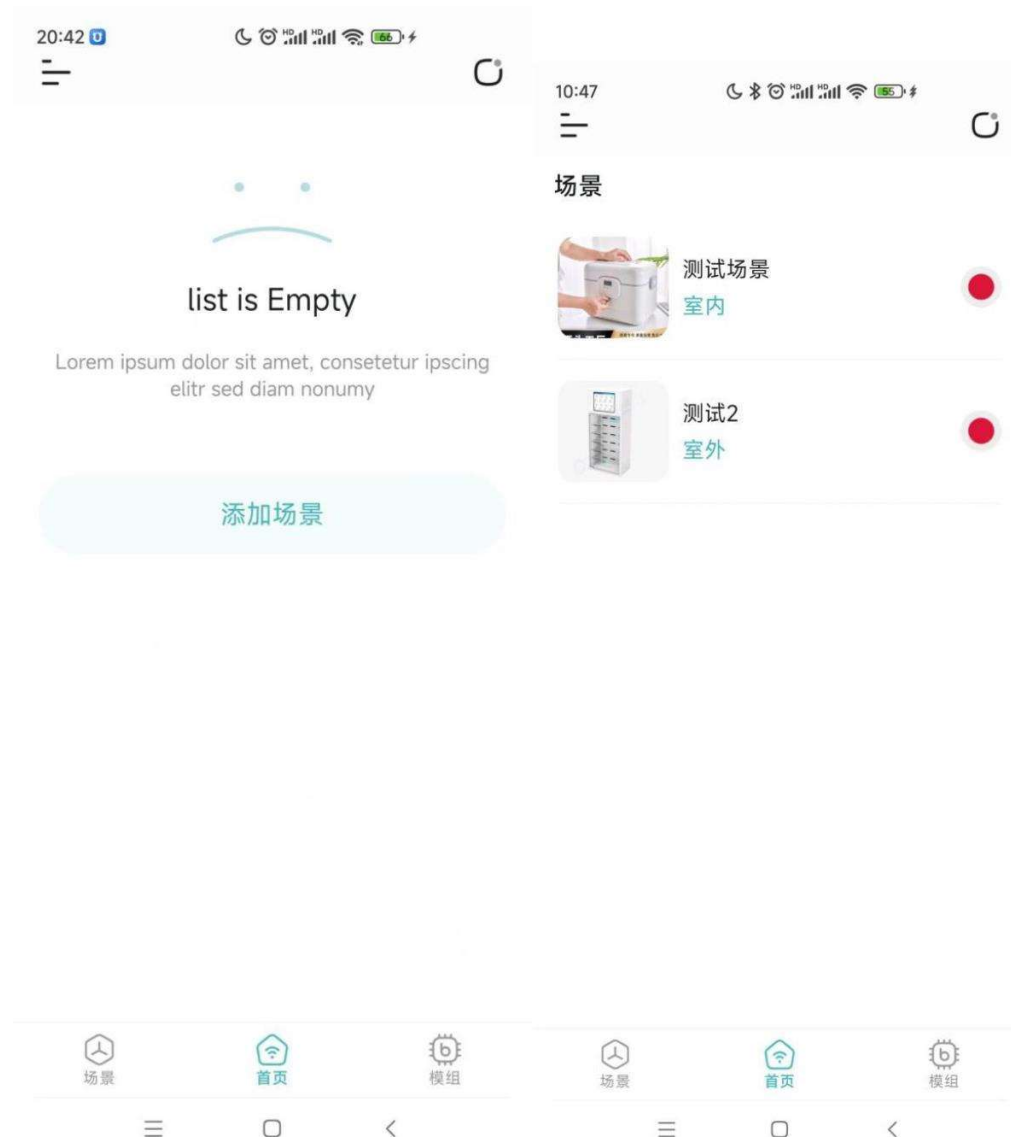 20:42
66
list is Empty
Lorem ipsum dolor sit amet, consetetur ipscing
elitr sed diam nonumy
添加场景
场景
首页
模组
10:47
55
场景
测试场景
室内
测试2
室外
场景
首页
模组